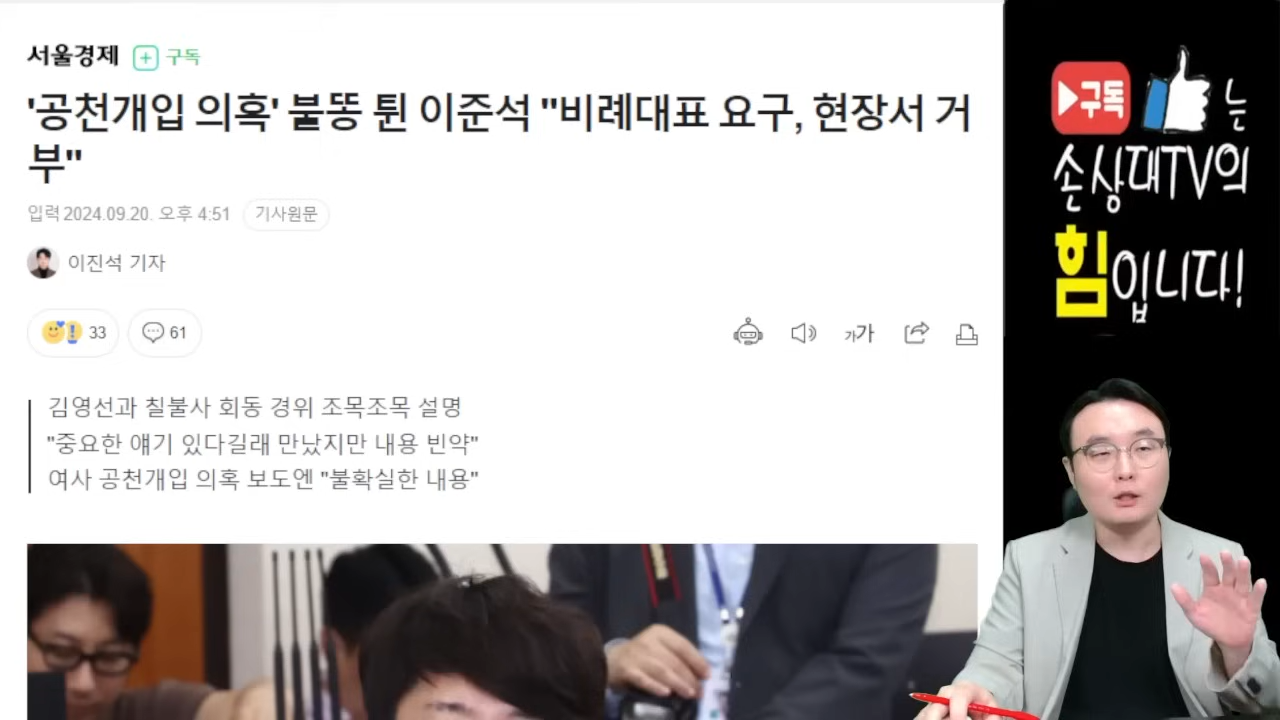 서울경제 + 구독
'공천개입 의혹' 불똥 튄 이준석 "비례대표 요구, 현장서 거
부"
입력 2024.09.20. 오후 4:51 기사원문
이진석 기자
33 61
가가
김영선과 칠불사 회동 경위 조목조목 설명
"중요한 얘기 있다길래 만났지만 내용 빈약"
여사 공천개입 의혹 보도엔 "불확실한 내용"
구독 는
손상대TV의
힘입니다!